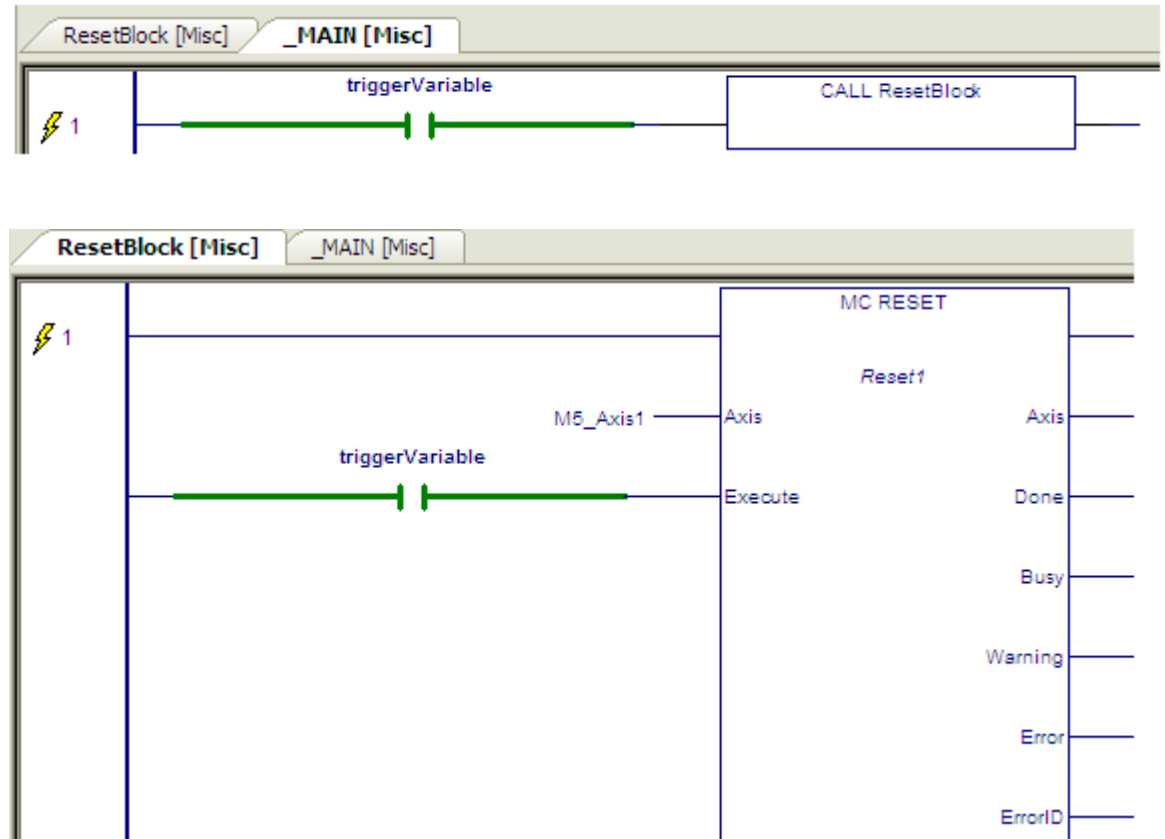 ResetBlock [Misc] _MAIN [Misc]
triggerVariable CALL ResetBlock
1
ResetBlock [Misc] _MAIN [Misc]
MC RESET
1
Reset1
M5_Axis1 Axis Axis
triggerVariable
Execute Done
Busy
Warning
Error
ErrorID